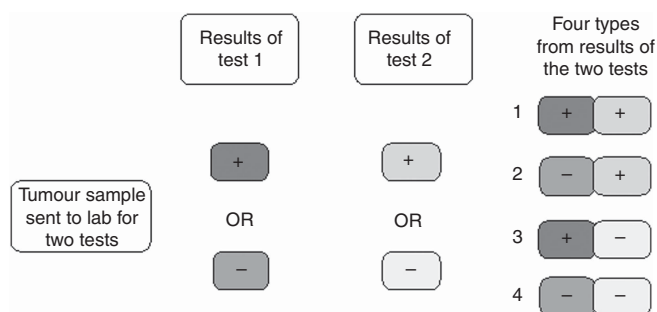 Results of
test 1
Results of
test 2
Four types
from results of
the two tests
1 + +
+
+
2 − +
Tumour sample
sent to lab for
two tests
OR
OR
3 + −
−
−
4 − −